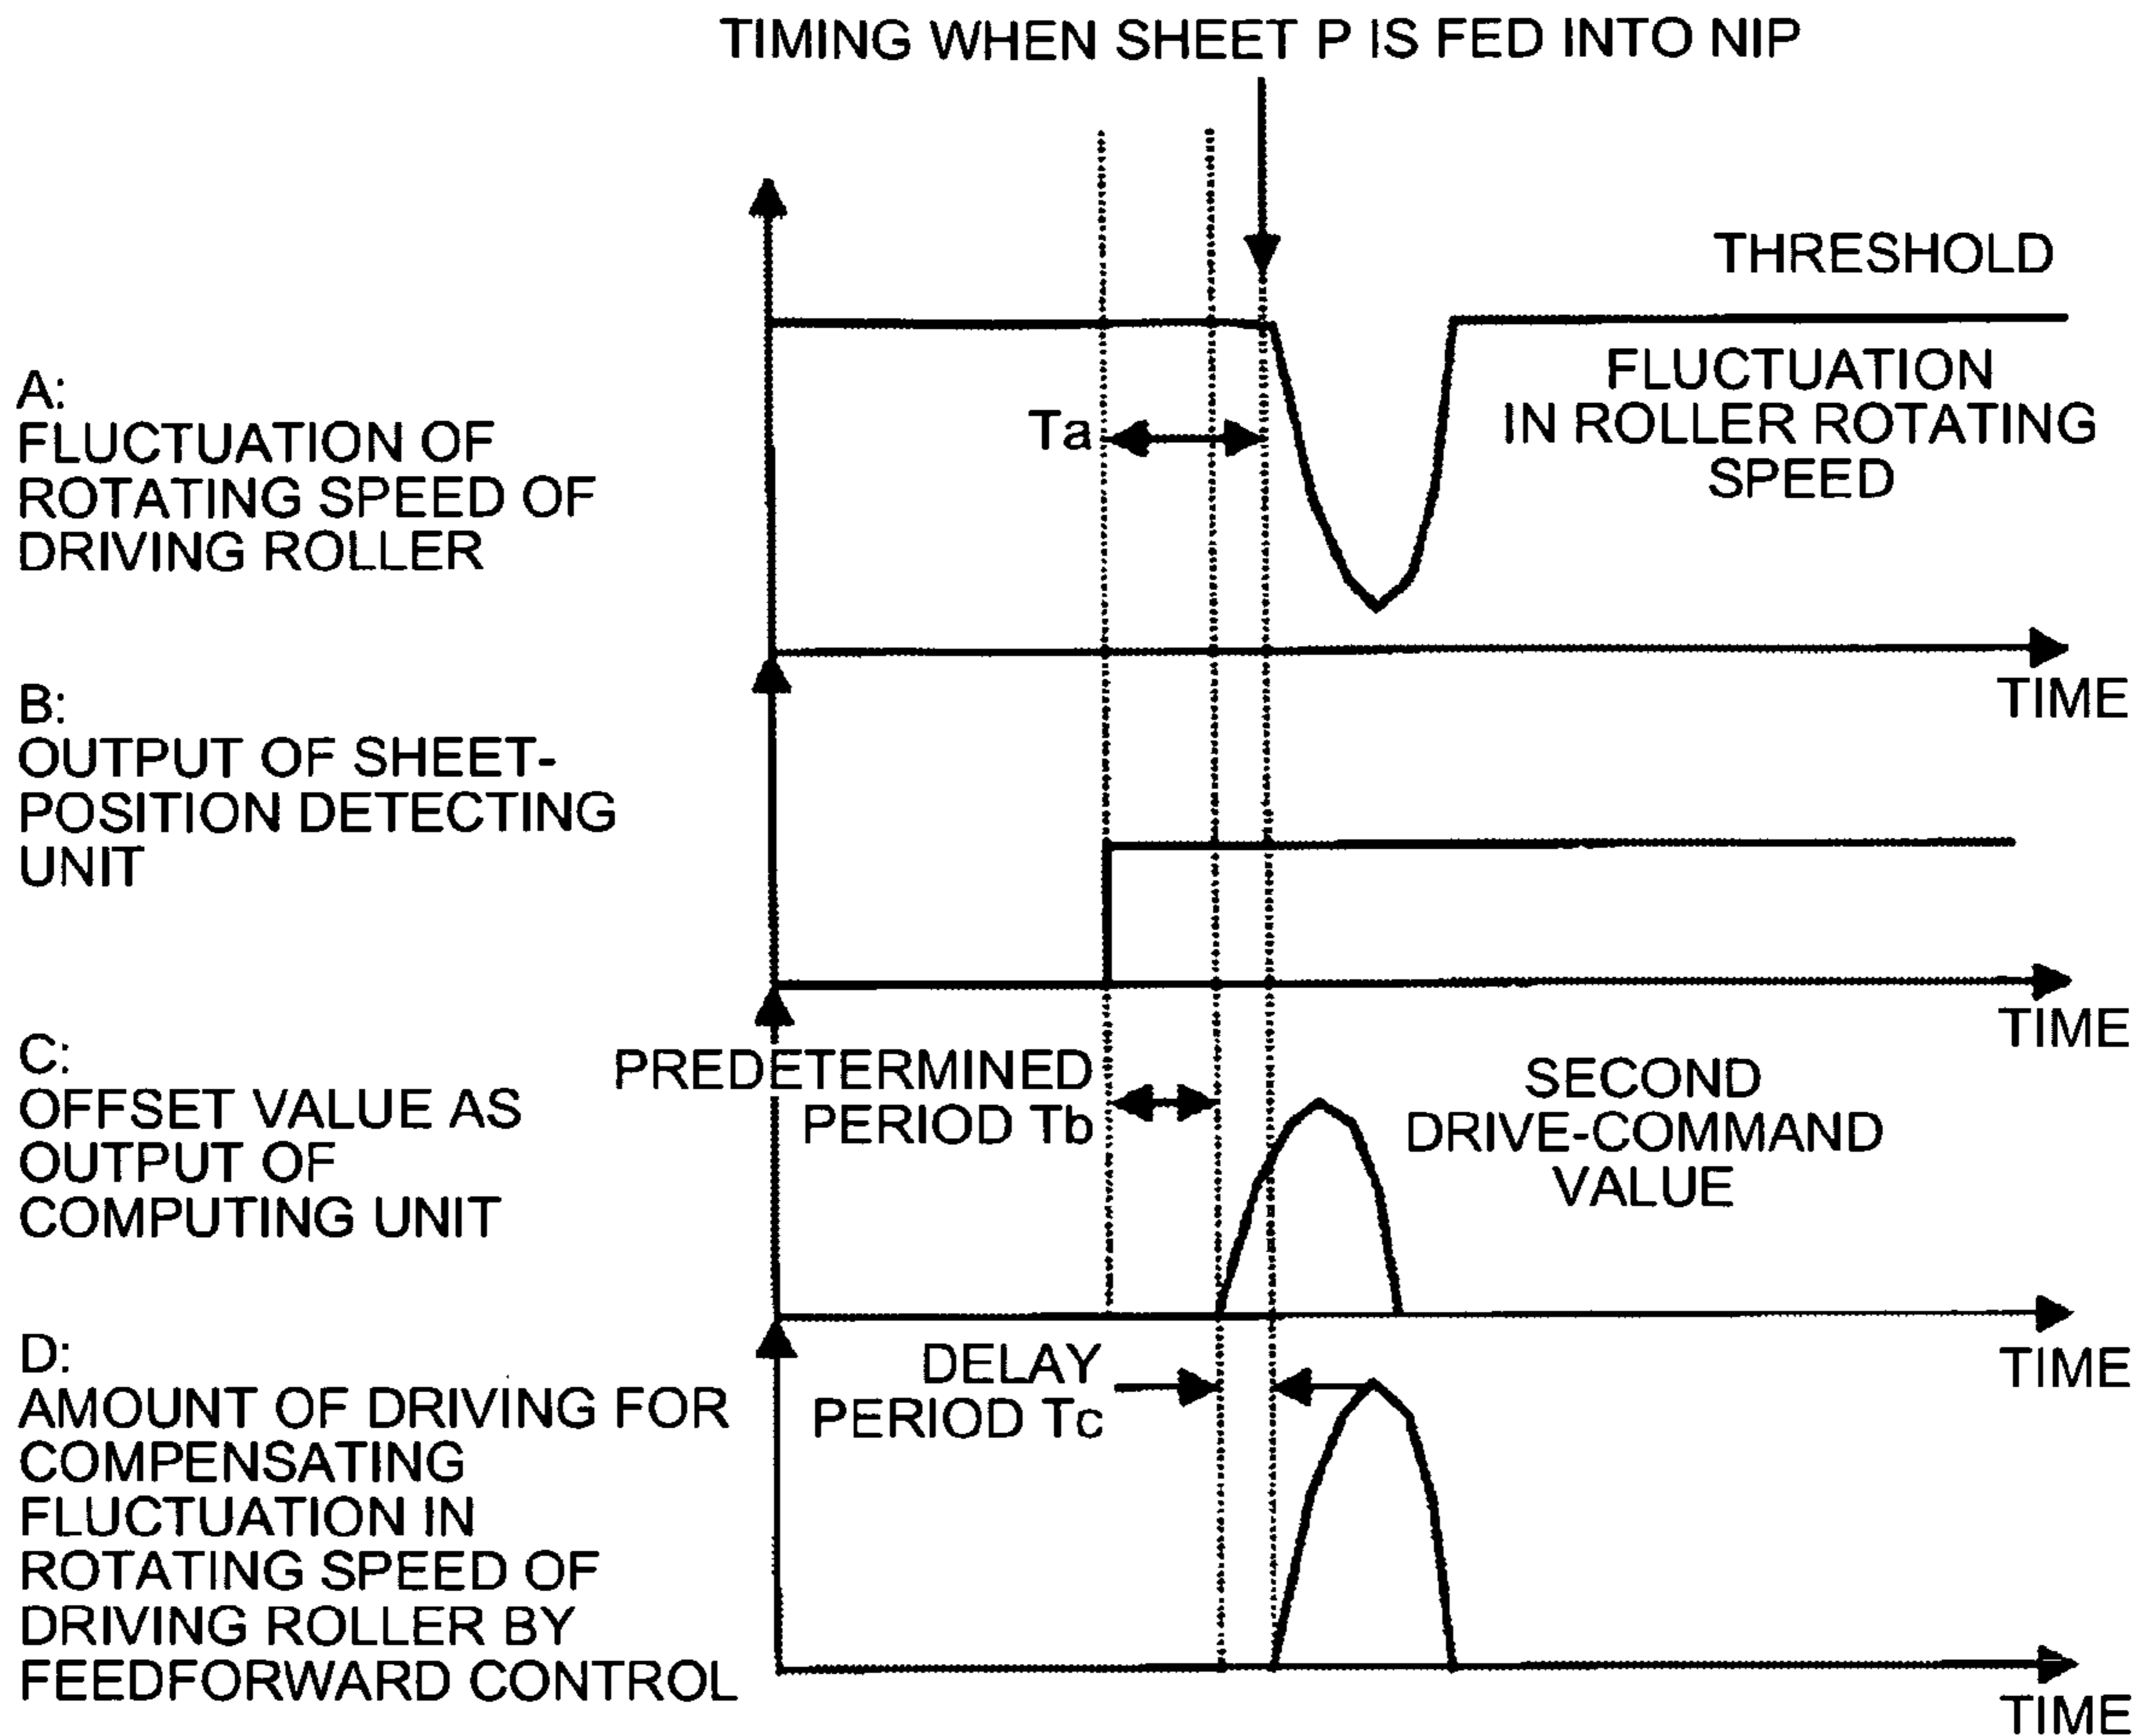 TIMING WHEN SHEET P IS FED INTO NIP
THRESHOLD
A:
FLUCTUATION OF
ROTATING SPEED OF
DRIVING ROLLER
Ta
FLUCTUATION
IN ROLLER ROTATING
SPEED
TIME
B:
OUTPUT OF SHEET-
POSITION DETECTING
UNIT
TIME
C:
OFFSET VALUE AS
OUTPUT OF
COMPUTING UNIT
PREDETERMINED
PERIOD Tb
SECOND
DRIVE-COMMAND
VALUE
TIME
D:
AMOUNT OF DRIVING FOR
COMPENSATING
FLUCTUATION IN
ROTATING SPEED OF
DRIVING ROLLER BY
FEEDFORWARD CONTROL
DELAY
PERIOD Tc
TIME